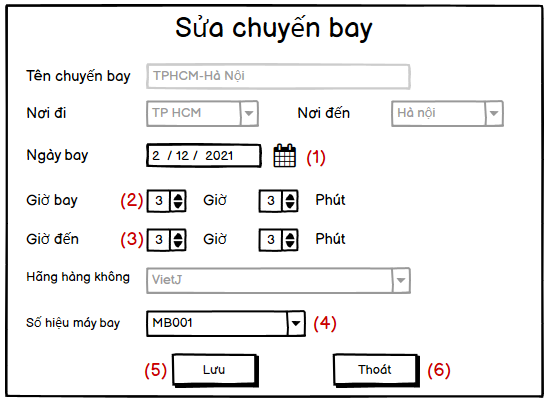 Sửa chuyến bay
Tên chuyến bay TPHCM-Hà Nội
Nơi đi TP HCM Nơi đến Hà nội
Ngày bay 2 / 12 / 2021 (1)
Giờ bay (2) 3 Giờ 3 Phút
Giờ đến (3) 3 Giờ 3 Phút
Hãng hàng không VietJ
Số hiệu máy bay MB001 (4)
(5) Lưu Thoát (6)